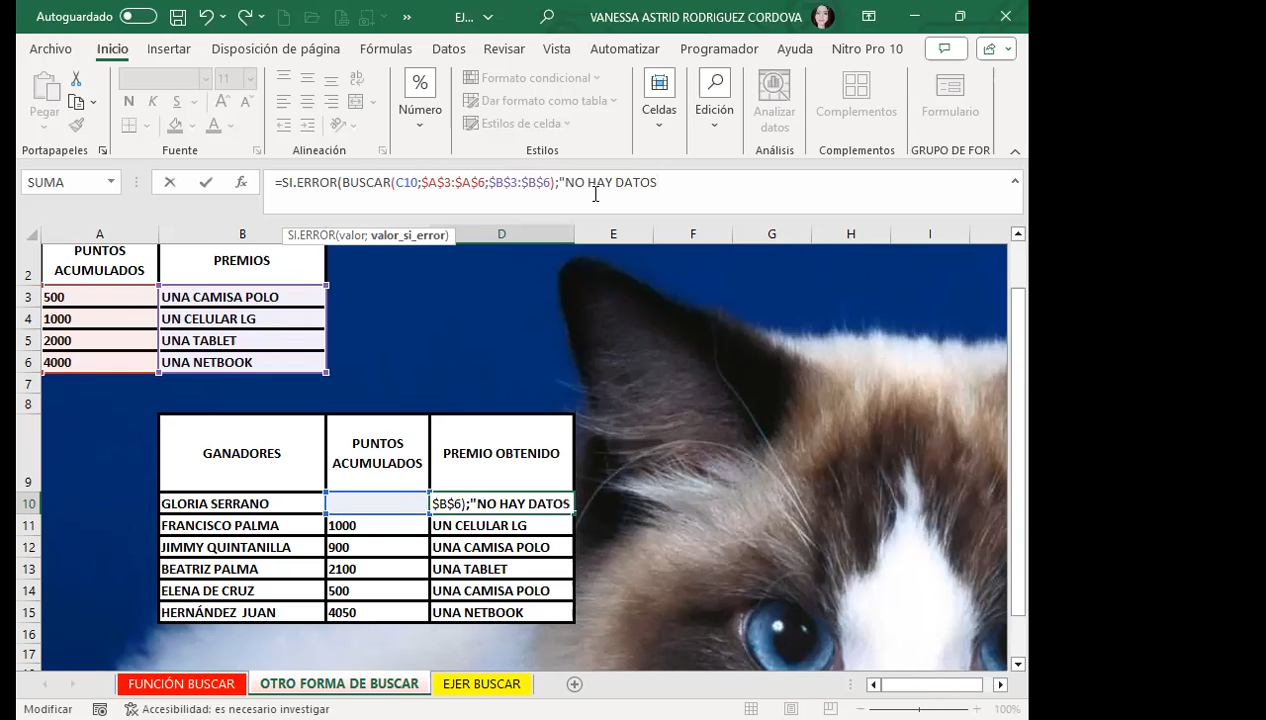 Autoguardado
EJ...
VANESSA ASTRID RODRIGUEZ CORDOVA
Archivo Inicio Insertar Disposición de página Fórmulas Datos Revisar Vista Automatizar Programador Ayuda Nitro Pro 10
Pegar
11
N K S
Número
Formato condicional
Dar formato como tabla
Estilos de celda
Celdas
Edición
Analizar datos
Complementos
Formulario
Portapapeles Fuente Alineación Estilos Análisis Complementos GRUPO DE FOR
SUMA
=SI.ERROR(BUSCAR(C10;$A$3:$A$6;$B$3:$B$6);"NO HAY DATOS
SI.ERROR(valor; valor_si_error)
A B D E F G H I
2 PUNTOS ACUMULADOS PREMIOS
3 500 UNA CAMISA POLO
4 1000 UN CELULAR LG
5 2000 UNA TABLET
6 4000 UNA NETBOOK
7
8
9 GANADORES PUNTOS ACUMULADOS PREMIO OBTENIDO
10 GLORIA SERRANO $B$6);"NO HAY DATOS
11 FRANCISCO PALMA 1000 UN CELULAR LG
12 JIMMY QUINTANILLA 900 UNA CAMISA POLO
13 BEATRIZ PALMA 2100 UNA TABLET
14 ELENA DE CRUZ 500 UNA CAMISA POLO
15 HERNÁNDEZ JUAN 4050 UNA NETBOOK
16
17
FUNCIÓN BUSCAR OTRO FORMA DE BUSCAR EJER BUSCAR
Modificar Accesibilidad: es necesario investigar 100%